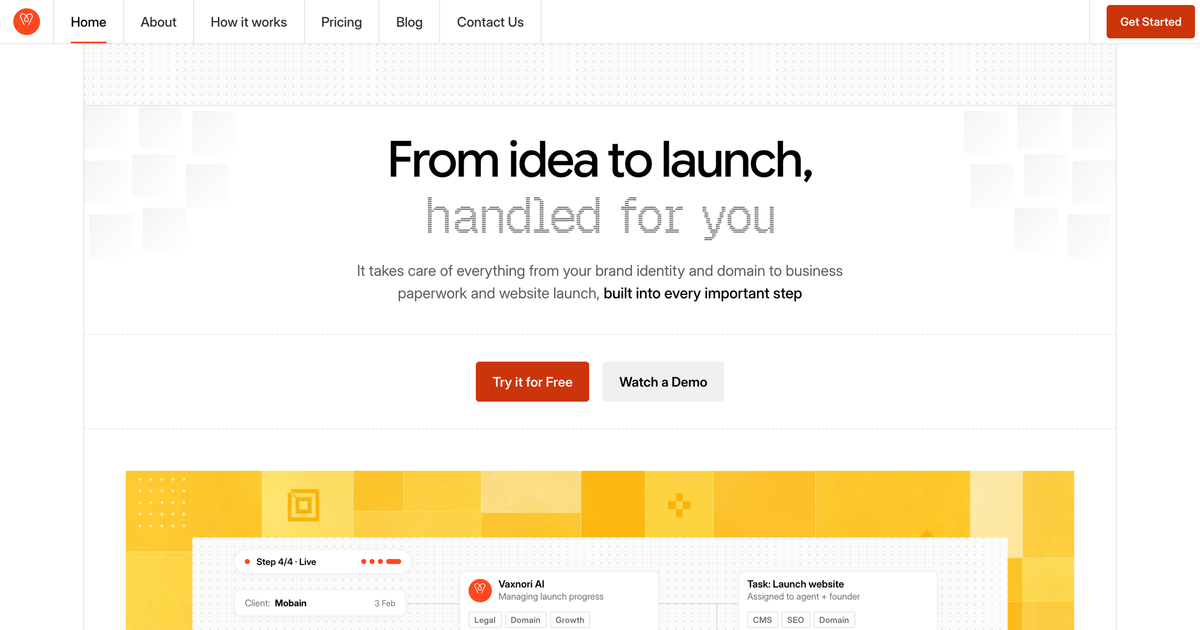 Home
About
How it works
Pricing
Blog
Contact Us
Get Started
From idea to launch,
handled for you
It takes care of everything from your brand identity and domain to business
paperwork and website launch, built into every important step
Try it for Free
Watch a Demo
Step 4/4 · Live
Client: Mobain
3 Feb
Vaxnori AI
Managing launch progress
Legal
Domain
Growth
Task: Launch website
Assigned to agent + founder
CMS
SEO
Domain